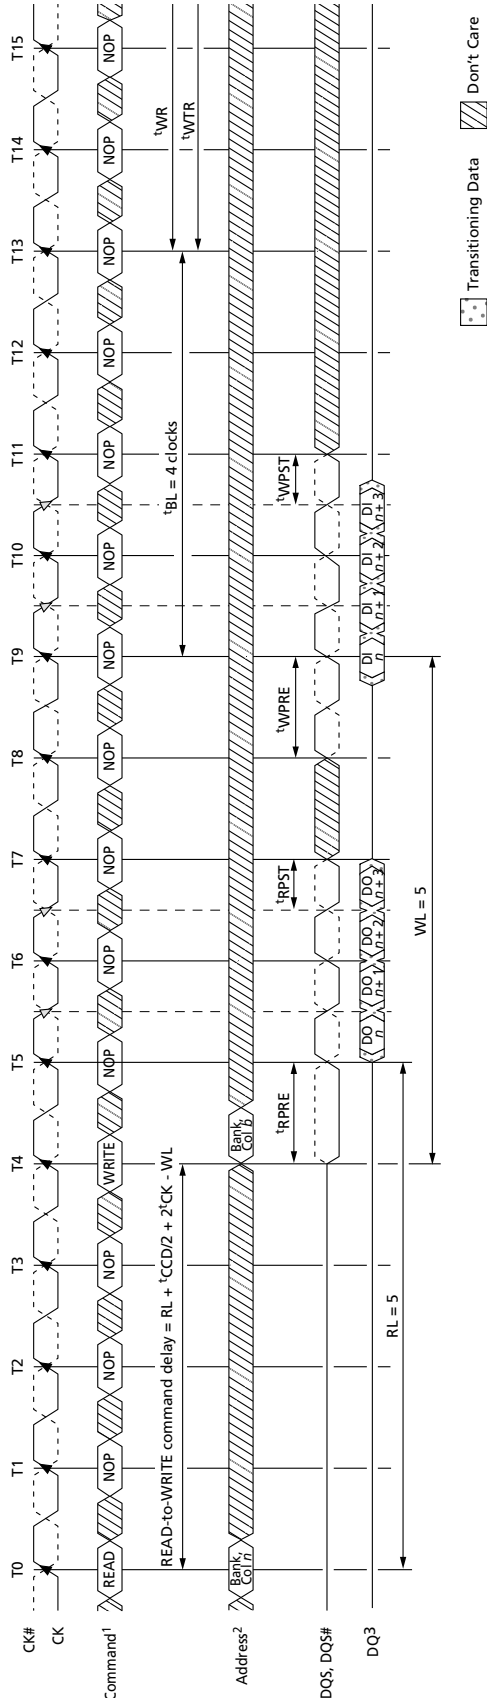 T0 T1 T2 T3 T4 T5 T6 T7 T8 T9 T10 T11 T12 T13 T14 T15
CK#
CK
Command1 READ NOP NOP NOP WRITE NOP NOP NOP NOP NOP NOP NOP NOP NOP NOP NOP
READ-to-WRITE command delay = RL + tCCD/2 + 2tCK - WL
tBL = 4 clocks
tWR
tWTR
Address2 Bank, Col n Bank, Col b
tRPRE tRPST tWPRE tWPST
DQS, DQS#
DQ3 DO n DO n + 1 DO n + 2 DO n + 3 DI n DI n + 1 DI n + 2 DI n + 3
RL = 5
WL = 5
Transitioning Data Don't Care